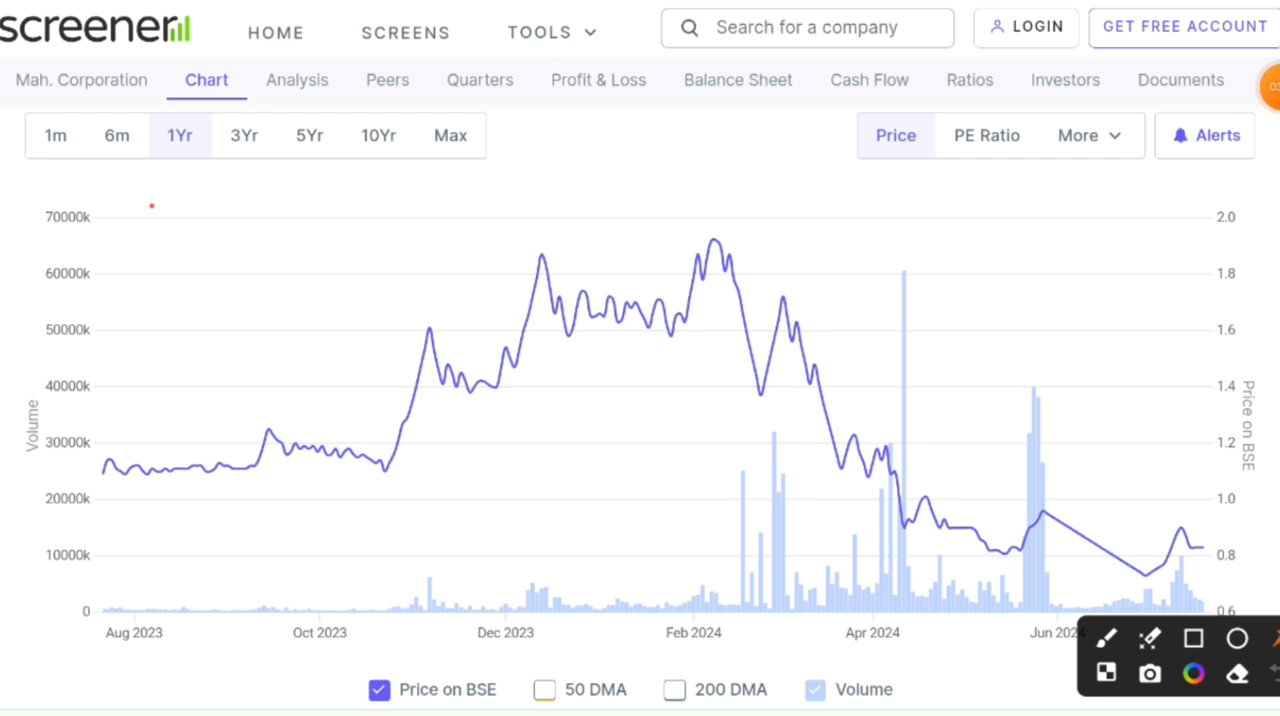 screener
HOME SCREENS TOOLS
Search for a company
LOGIN
GET FREE ACCOUNT
Mah. Corporation Chart Analysis Peers Quarters Profit & Loss Balance Sheet Cash Flow Ratios Investors Documents
1m 6m 1Yr 3Yr 5Yr 10Yr Max
Price PE Ratio More
Alerts
70000k 2.0
60000k 1.8
50000k 1.6
40000k 1.4
30000k 1.2
20000k 1.0
10000k 0.8
0 0.6
Volume
Price on BSE
Aug 2023 Oct 2023 Dec 2023 Feb 2024 Apr 2024 Jun 2024
Price on BSE 50 DMA 200 DMA Volume